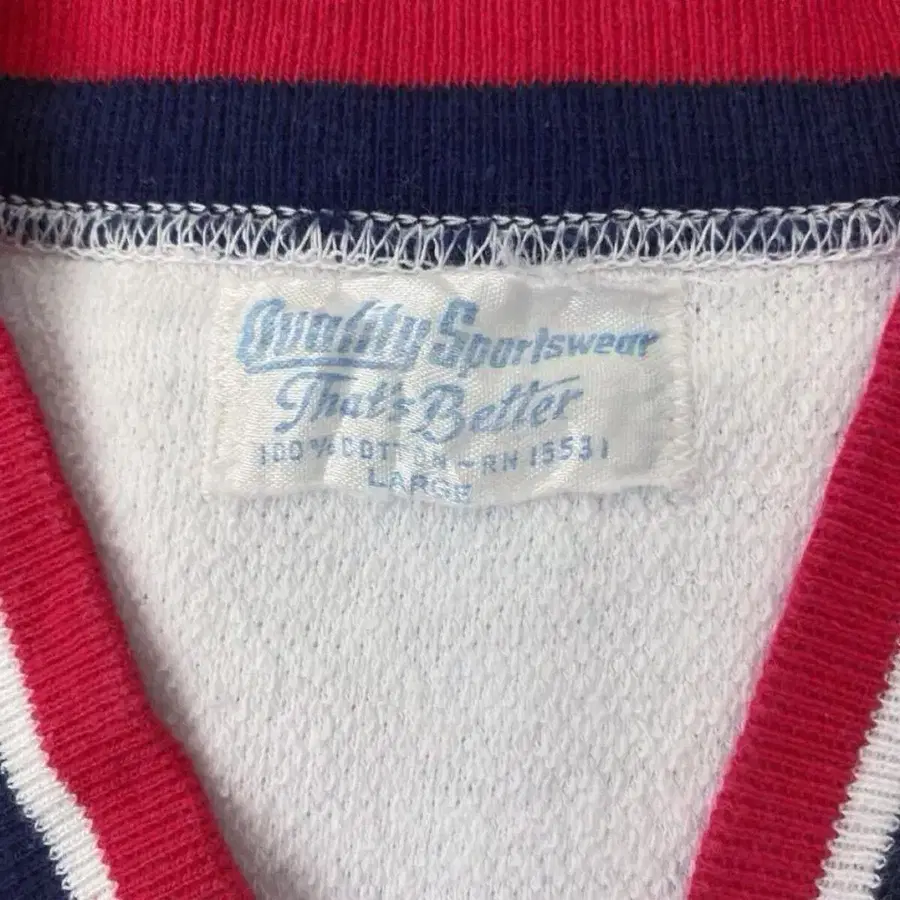 Quality Sportswear
That's Better
100% COTTON-RN 15531
LARGE